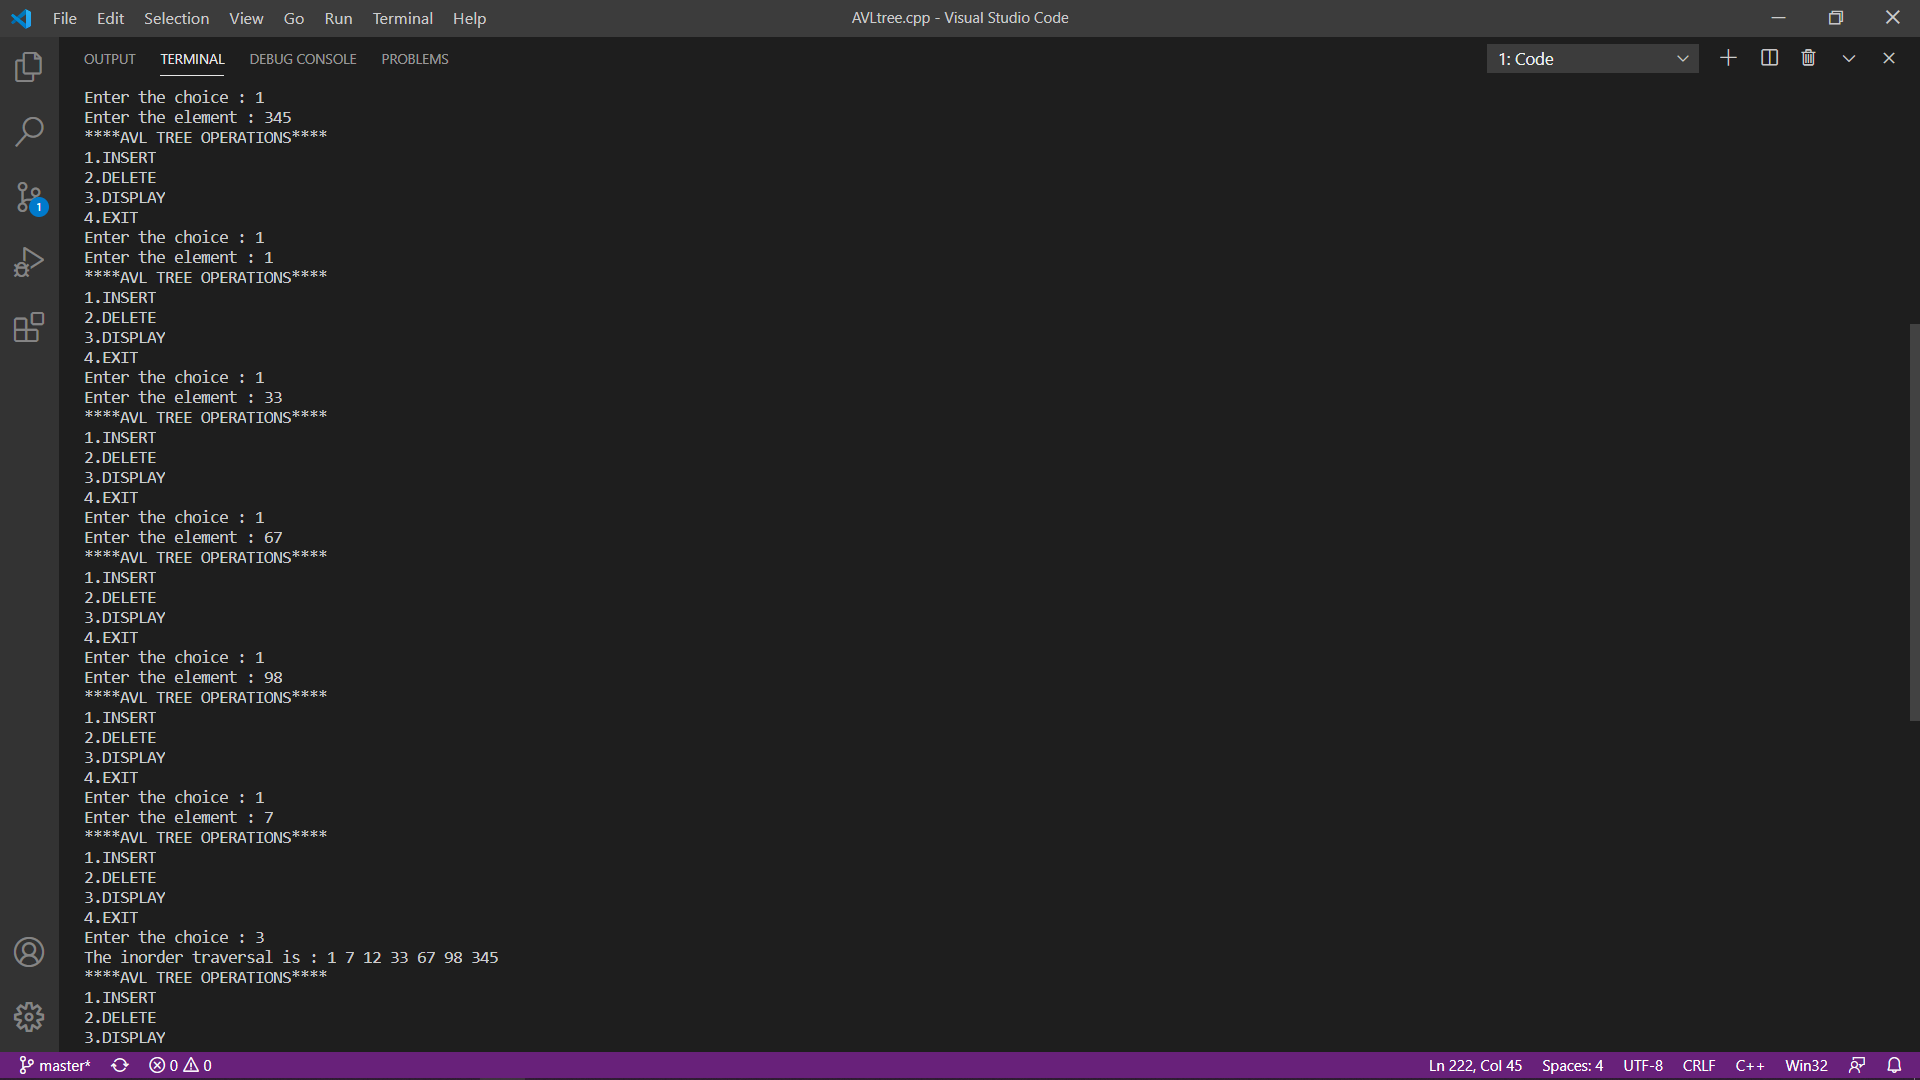 File Edit Selection View Go Run Terminal Help AVLtree.cpp - Visual Studio Code
OUTPUT TERMINAL DEBUG CONSOLE PROBLEMS 1: Code
Enter the choice : 1
Enter the element : 345
****AVL TREE OPERATIONS****
1.INSERT
2.DELETE
3.DISPLAY
4.EXIT
Enter the choice : 1
Enter the element : 1
****AVL TREE OPERATIONS****
1.INSERT
2.DELETE
3.DISPLAY
4.EXIT
Enter the choice : 1
Enter the element : 33
****AVL TREE OPERATIONS****
1.INSERT
2.DELETE
3.DISPLAY
4.EXIT
Enter the choice : 1
Enter the element : 67
****AVL TREE OPERATIONS****
1.INSERT
2.DELETE
3.DISPLAY
4.EXIT
Enter the choice : 1
Enter the element : 98
****AVL TREE OPERATIONS****
1.INSERT
2.DELETE
3.DISPLAY
4.EXIT
Enter the choice : 1
Enter the element : 7
****AVL TREE OPERATIONS****
1.INSERT
2.DELETE
3.DISPLAY
4.EXIT
Enter the choice : 3
The inorder traversal is : 1 7 12 33 67 98 345
****AVL TREE OPERATIONS****
1.INSERT
2.DELETE
3.DISPLAY
1
master* 0 0 Ln 222, Col 45 Spaces: 4 UTF-8 CRLF C++ Win32